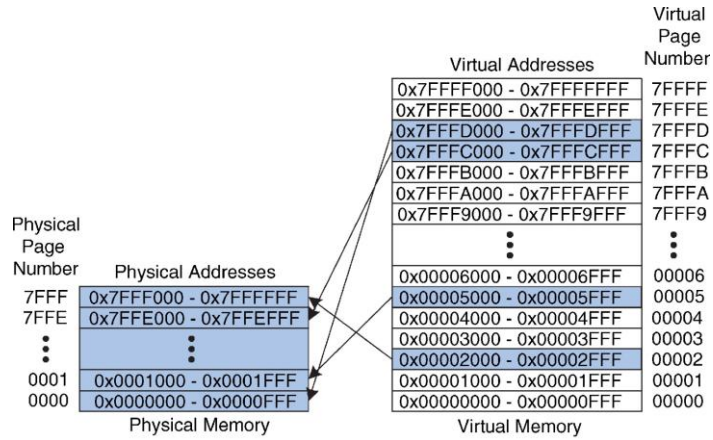 Virtual
Page
Number
Virtual Addresses
0x7FFFF000 - 0x7FFFFFFF 7FFFF
0x7FFFE000 - 0x7FFFEFFF 7FFFE
0x7FFFD000 - 0x7FFFDFFF 7FFFD
0x7FFFC000 - 0x7FFFCFFF 7FFFC
0x7FFFB000 - 0x7FFFBFFF 7FFFB
0x7FFFA000 - 0x7FFFAFFF 7FFFA
0x7FFF9000 - 0x7FFF9FFF 7FFF9
0x00006000 - 0x00006FFF 00006
0x00005000 - 0x00005FFF 00005
0x00004000 - 0x00004FFF 00004
0x00003000 - 0x00003FFF 00003
0x00002000 - 0x00002FFF 00002
0x00001000 - 0x00001FFF 00001
0x00000000 - 0x00000FFF 00000
Virtual Memory
Physical
Page
Number
Physical Addresses
7FFF 0x7FFF000 - 0x7FFFFFF
7FFE 0x7FFE000 - 0x7FFEFFF
0001 0x0001000 - 0x0001FFF
0000 0x0000000 - 0x0000FFF
Physical Memory